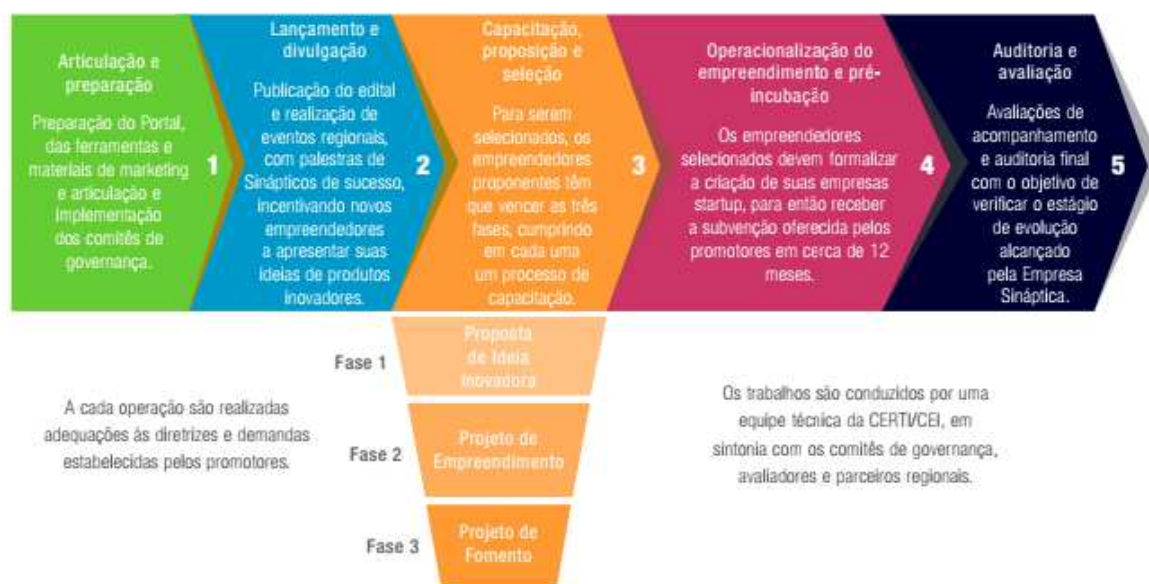 Articulação e
preparação
Preparação do Portal,
das ferramentas e
materiais de marketing
e articulação e
implementação
dos comitês de
governança.
1
Lançamento e
divulgação
Publicação do edital
e realização de
eventos regionais,
com palestras de
Sinápticos de sucesso,
incentivando novos
empreendedores
a apresentar suas
ideias de produtos
inovadores.
2
Capacitação,
proposição e
seleção
Para serem
selecionados, os
empreendedores
proponentes têm
que vencer as três
fases, cumprindo
em cada uma
um processo de
capacitação.
3
Operacionalização do
empreendimento e pré-
incubação
Os empreendedores
selecionados devem formalizar
a criação de suas empresas
startup, para então receber
a subvenção oferecida pelos
promotores em cerca de 12
meses.
4
Auditoria e
avaliação
Avaliações de
acompanhamento
e auditoria final
com o objetivo de
verificar o estágio
de evolução
alcançado
pela Empresa
Sináptica.
5
Fase 1
Proposta
de Ideia
Inovadora
Fase 2
Projeto de
Empreendimento
Fase 3
Projeto de
Fomento
A cada operação são realizadas
adequações às diretrizes e demandas
estabelecidas pelos promotores.
Os trabalhos são conduzidos por uma
equipe técnica da CERTI/CEI, em
sintonia com os comitês de governança,
avaliadores e parceiros regionais.